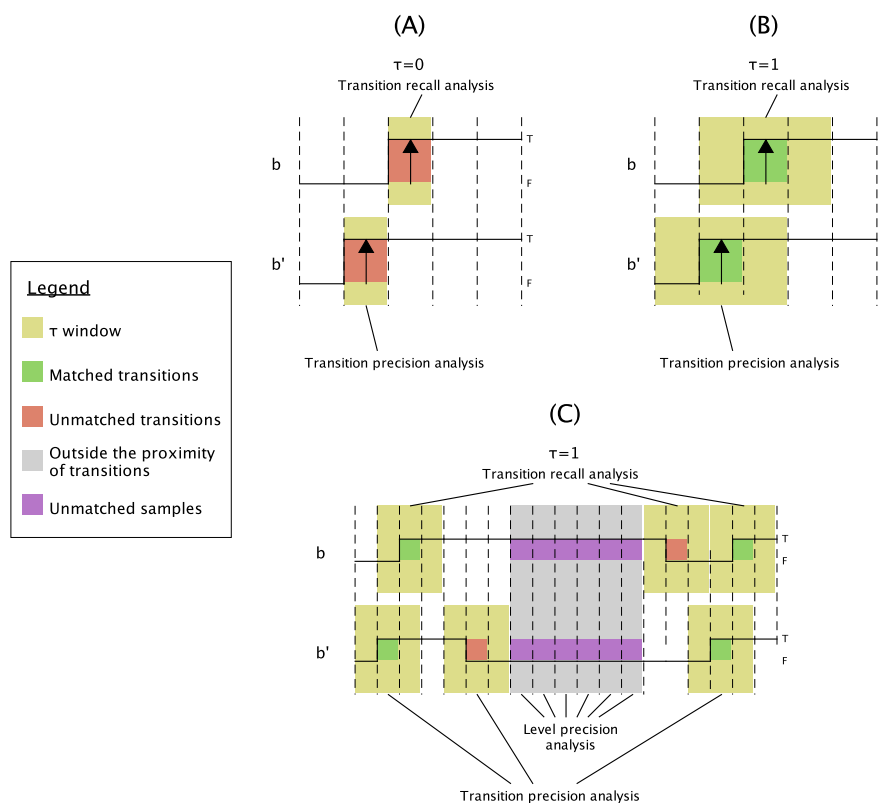 (A)
τ=0
Transition recall analysis
b
T
F
b'
T
F
Transition precision analysis
(B)
τ=1
Transition recall analysis
b
T
F
b'
T
F
Transition precision analysis
Legend
τ window
Matched transitions
Unmatched transitions
Outside the proximity
of transitions
Unmatched samples
(C)
τ=1
Transition recall analysis
b
T
F
b'
T
F
Level precision
analysis
Transition precision analysis